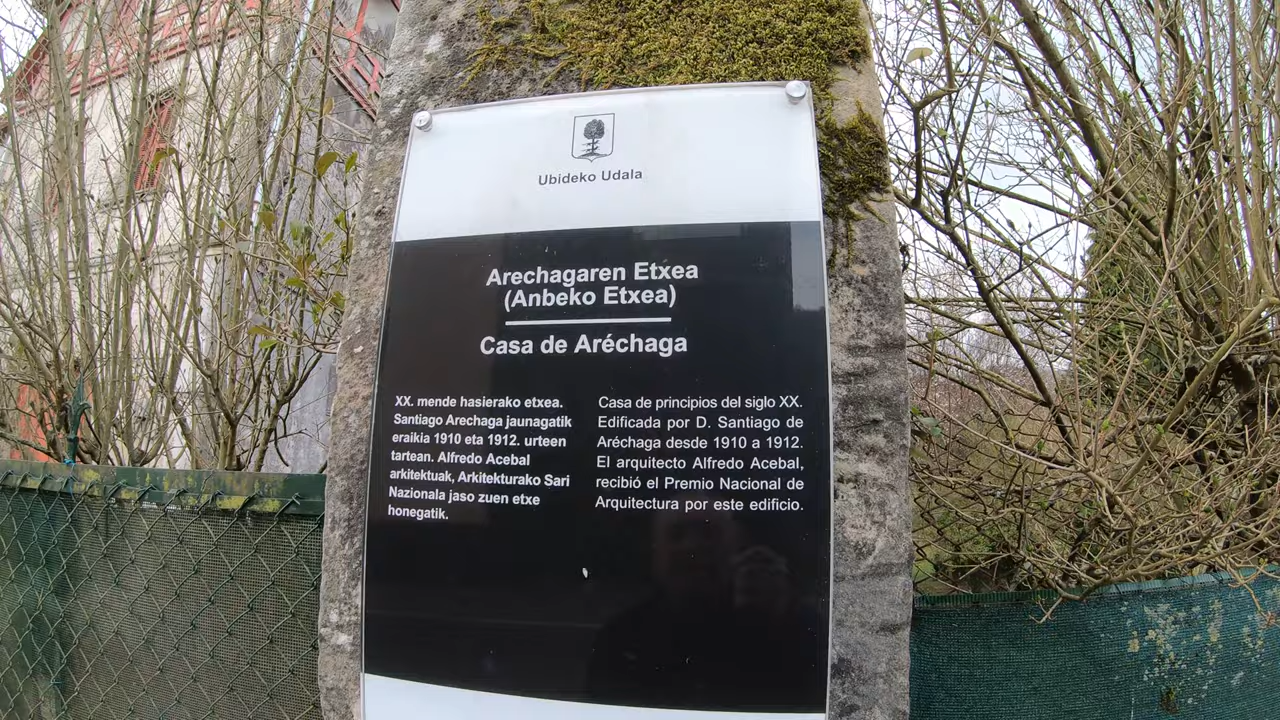 Ubideko Udala
Arechagaren Etxea
(Anbeko Etxea)
Casa de Aréchaga
XX. mende hasierako etxea.
Santiago Arechaga jaunagatik
eraikia 1910 eta 1912. urteen
tartean. Alfredo Acebal
arkitektuak, Arkitekturako Sari
Nazionala jaso zuen etxe
honegatik.
Casa de principios del siglo XX.
Edificada por D. Santiago de
Aréchaga desde 1910 a 1912.
El arquitecto Alfredo Acebal,
recibió el Premio Nacional de
Arquitectura por este edificio.